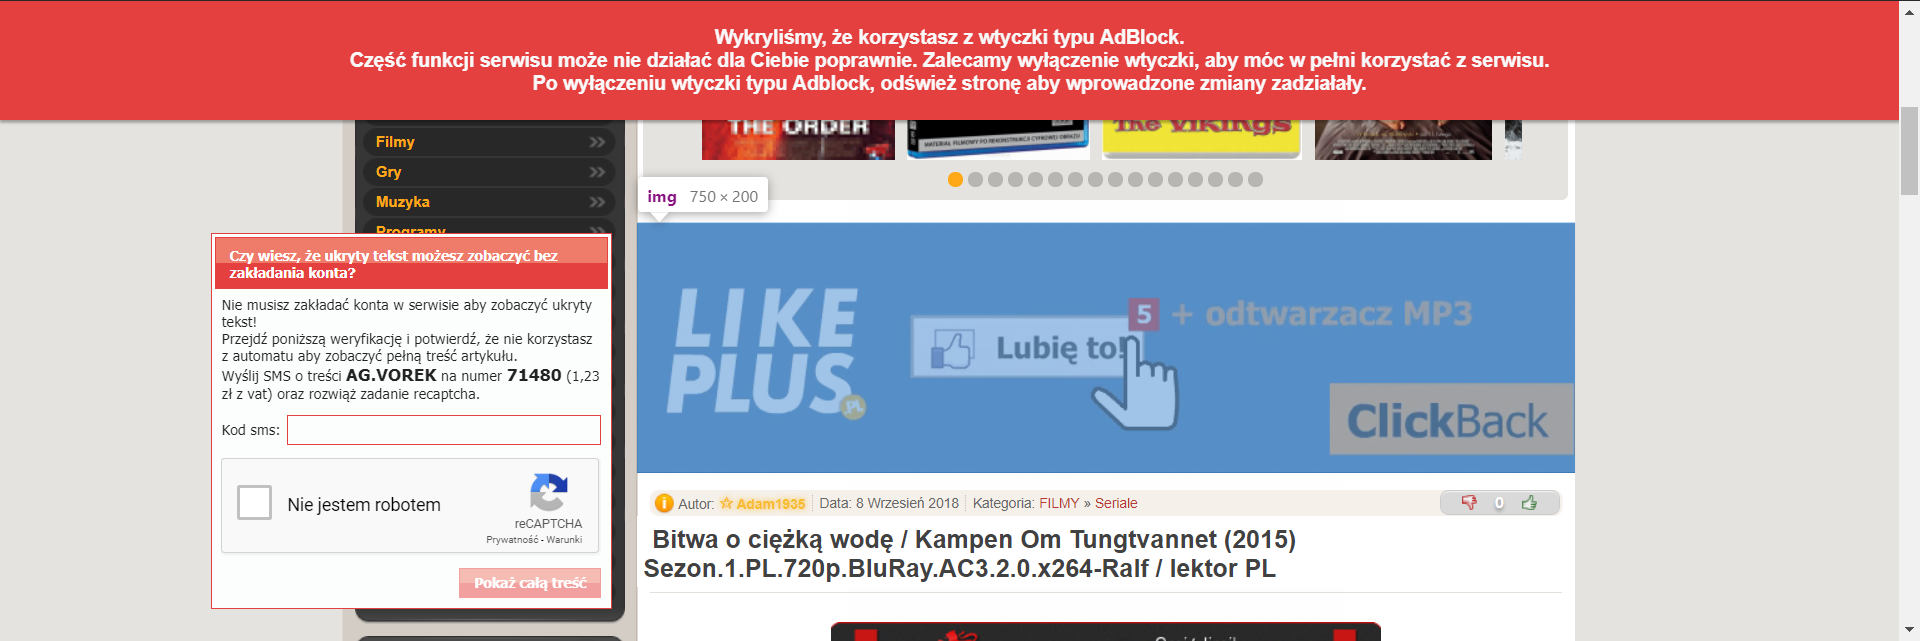 Wykryliśmy, że korzystasz z wtyczki typu AdBlock.
Część funkcji serwisu może nie działać dla Ciebie poprawnie. Zalecamy wyłączenie wtyczki, aby móc w pełni korzystać z serwisu.
Po wyłączeniu wtyczki typu Adblock, odśwież stronę aby wprowadzone zmiany zadziałały.
THE ORDER
MATERIAŁ FILMOWY PO REKONSTRUKCJI CYFROWEJ OBRAZU
The Vikings
Filmy
Gry
Muzyka
Programy
img 750 × 200
Czy wiesz, że ukryty tekst możesz zobaczyć bez
zakładania konta?
Nie musisz zakładać konta w serwisie aby zobaczyć ukryty
tekst!
Przejdź poniższą weryfikację i potwierdź, że nie korzystasz
z automatu aby zobaczyć pełną treść artykułu.
Wyślij SMS o treści AG.VOREK na numer 71480 (1,23
zł z vat) oraz rozwiąż zadanie recaptcha.
Kod sms:
Nie jestem robotem
reCAPTCHA
Prywatność - Warunki
Pokaż całą treść
LIKE
PLUS
.PL
Lubię to!
5 + odtwarzacz MP3
ClickBack
Autor: Adam1935 Data: 8 Wrzesień 2018 Kategoria: FILMY » Seriale
0
Bitwa o ciężką wodę / Kampen Om Tungtvannet (2015)
Sezon.1.PL.720p.BluRay.AC3.2.0.x264-Ralf / lektor PL